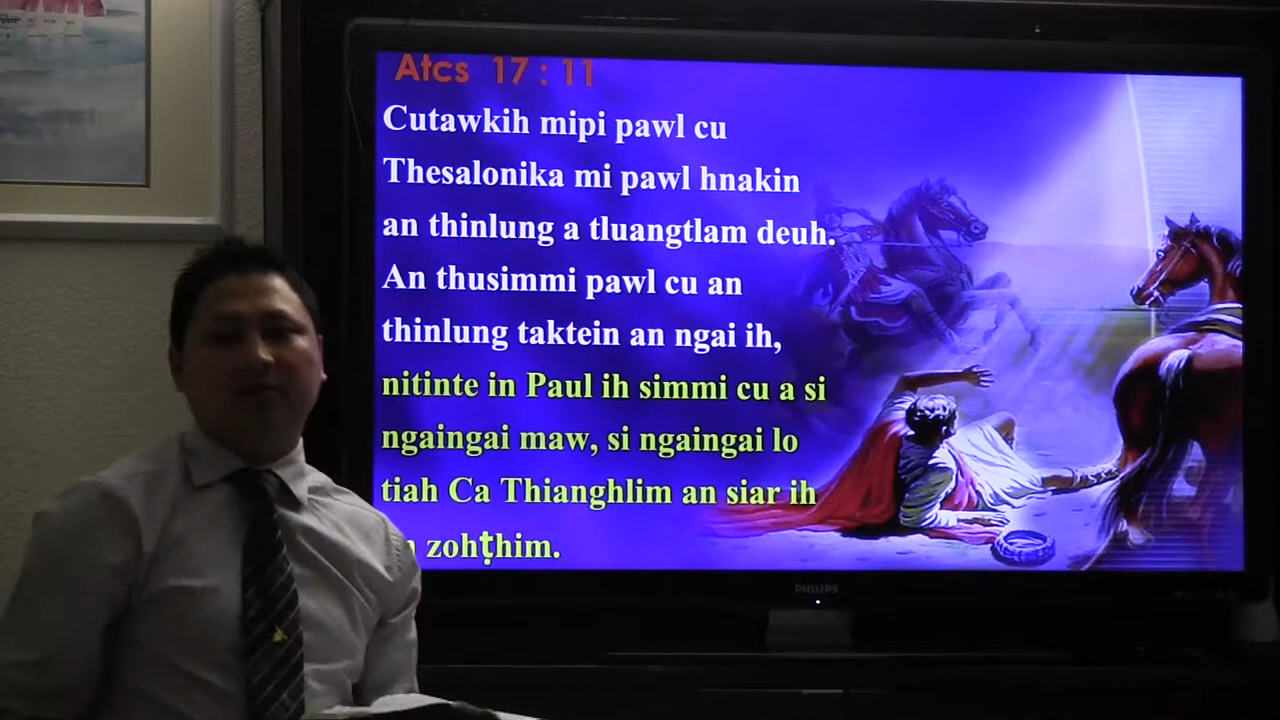 Atcs 17 : 11
Cutawkih mipi pawl cu
Thesalonika mi pawl hnakin
an thinlung a tluangtlam deuh.
An thusimmi pawl cu an
thinlung taktein an ngai ih,
nitinte in Paul ih simmi cu a si
ngaingai maw, si ngaingai lo
tiah Ca Thianghlim an siar ih
zohṭhim.
PHILIPS